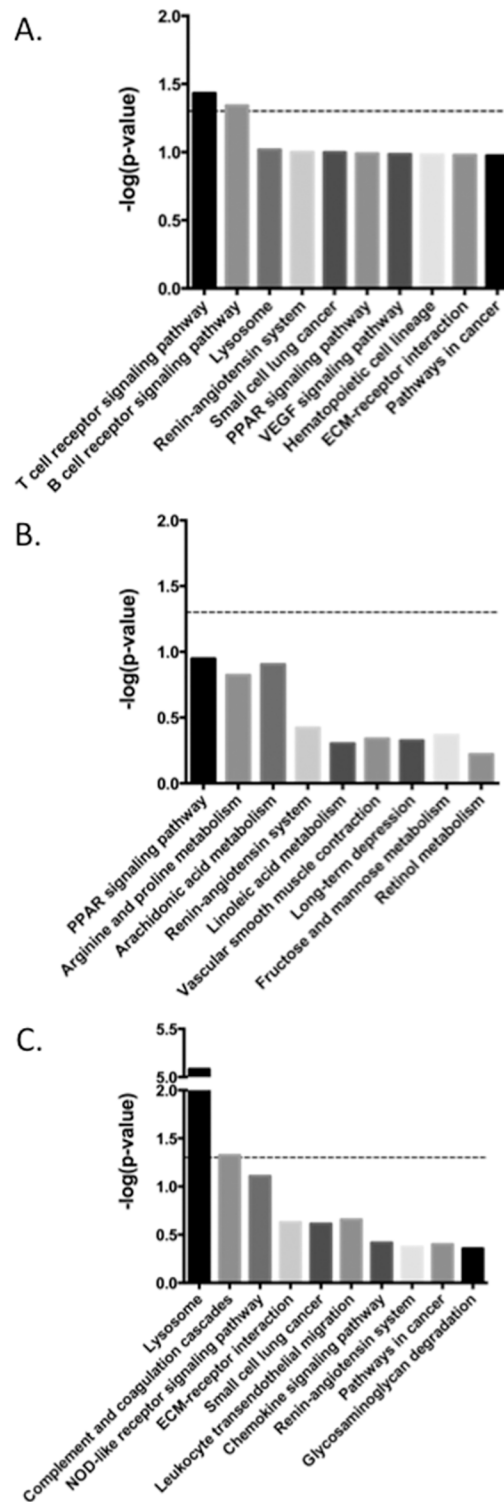 A.
2.0
1.5
1.0
0.5
0.0
-log(p-value)
T cell receptor signaling pathway
B cell receptor signaling pathway
Lysosome
Renin-angiotensin system
Small cell lung cancer
PPAR signaling pathway
VEGF signaling pathway
Hematopoietic cell lineage
ECM-receptor interaction
Pathways in cancer
B.
2.0
1.5
1.0
0.5
0.0
-log(p-value)
PPAR signaling pathway
Arginine and proline metabolism
Arachidonic acid metabolism
Renin-angiotensin system
Linoleic acid metabolism
Vascular smooth muscle contraction
Long-term depression
Fructose and mannose metabolism
Retinol metabolism
C.
5.5
5.0
2.0
1.5
1.0
0.5
0.0
-log(p-value)
Lysosome
Complement and coagulation cascades
NOD-like receptor signaling pathway
ECM-receptor interaction
Small cell lung cancer
Leukocyte transendothelial migration
Chemokine signaling pathway
Renin-angiotensin system
Pathways in cancer
Glycosaminoglycan degradation